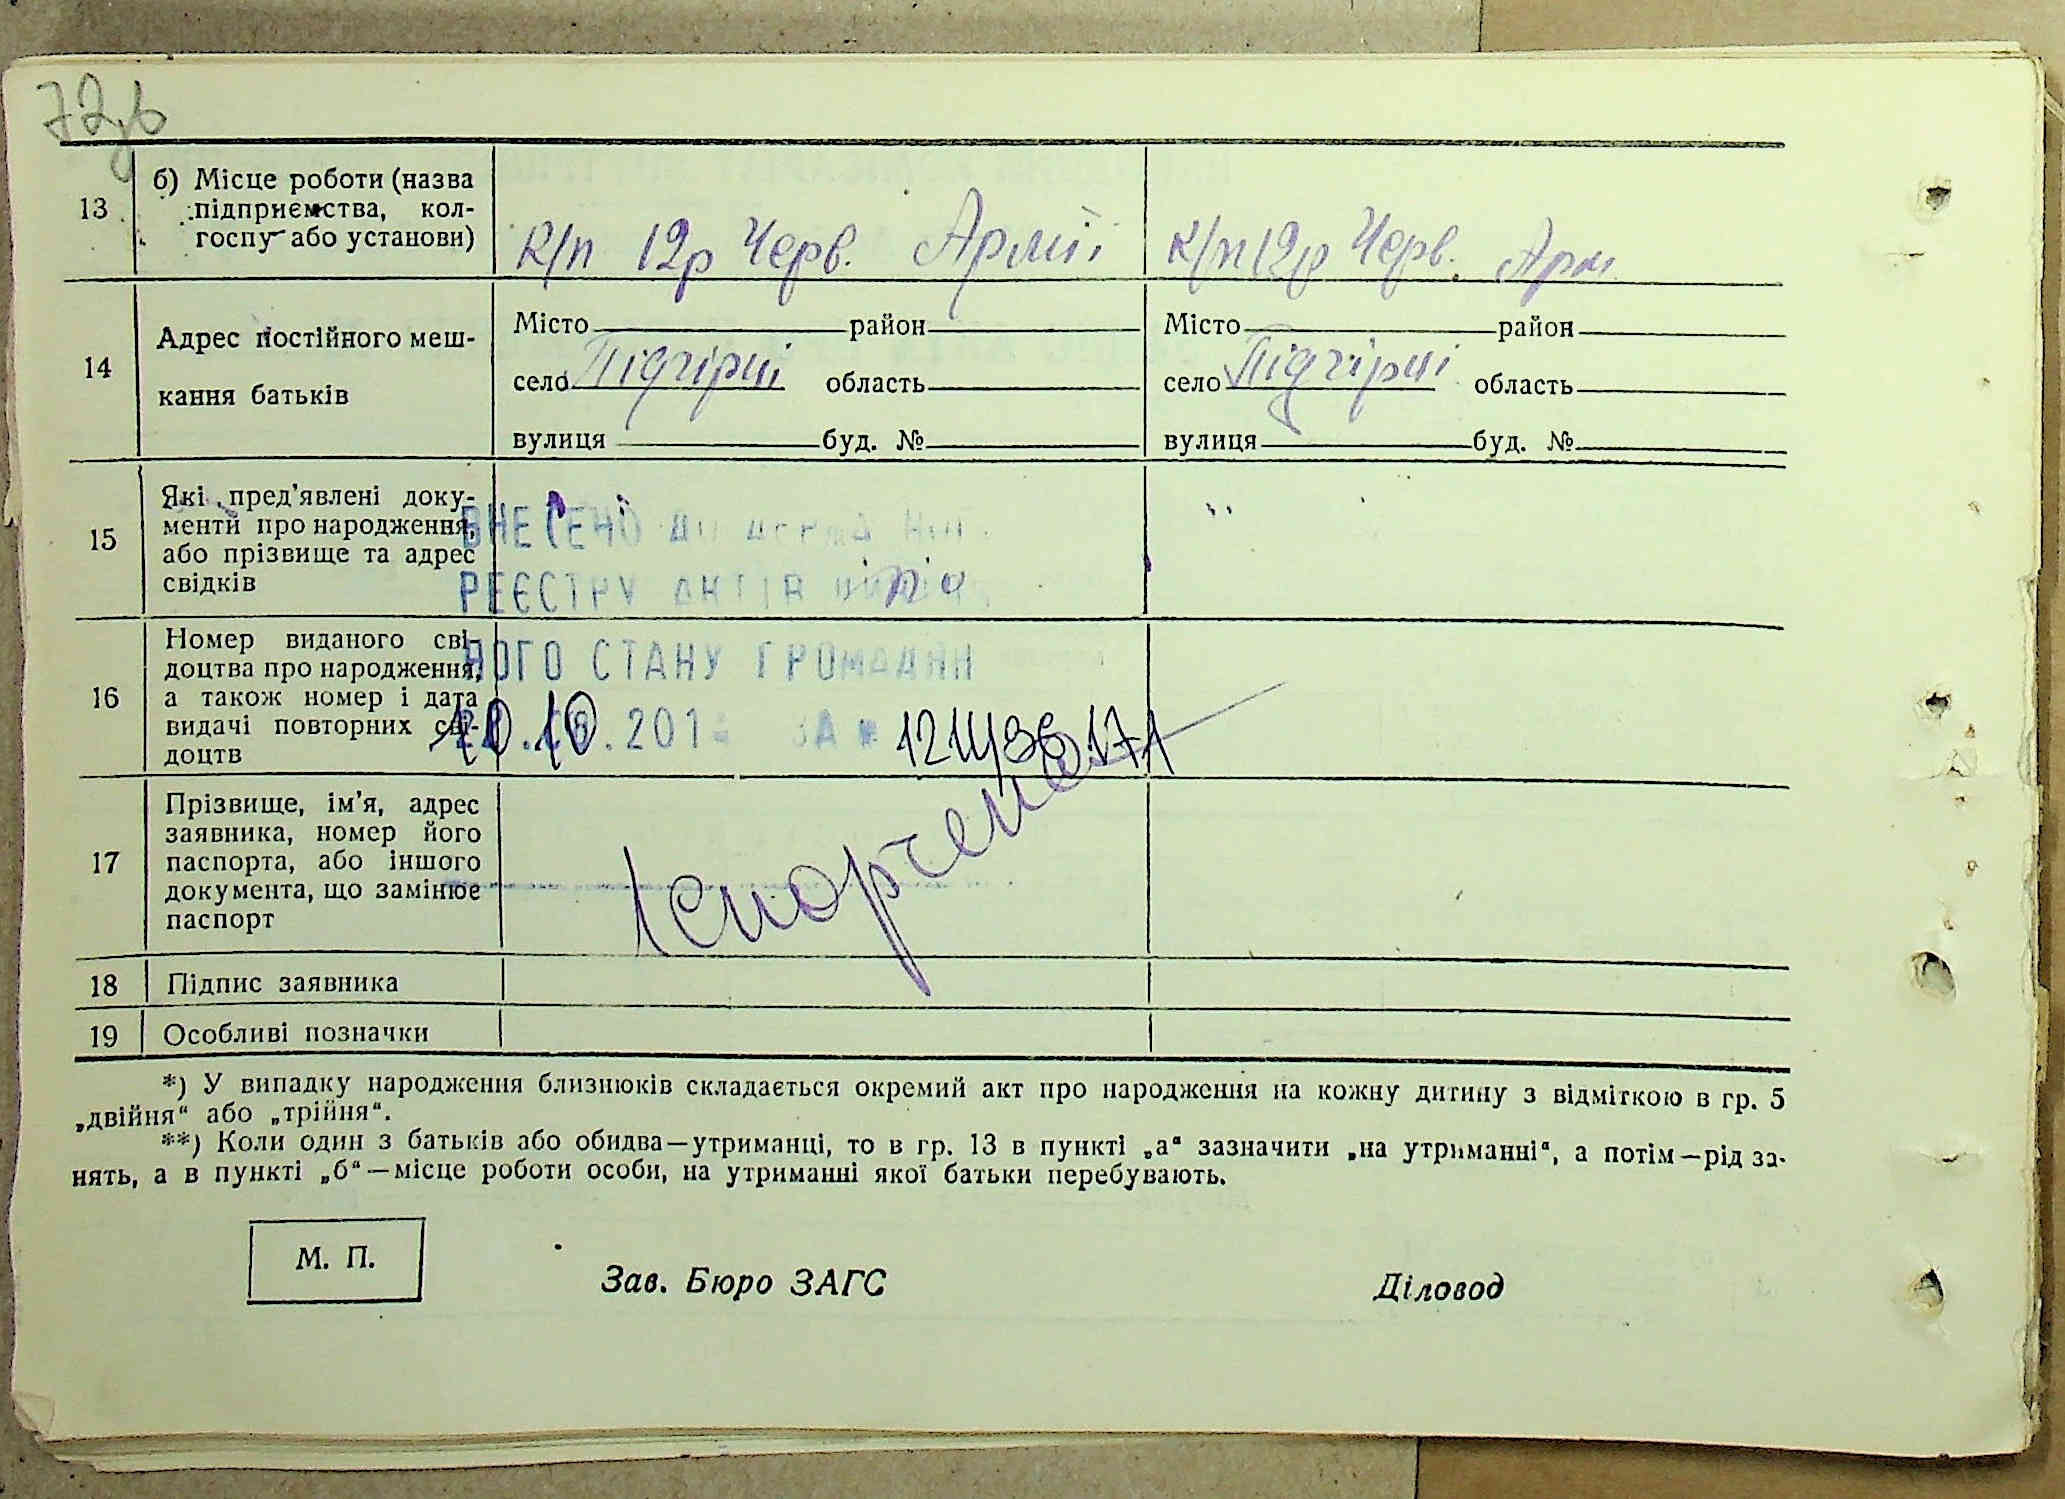 13
б) Місце роботи (назва
підприємства, кол-
госпу або установи)
к/п 12р Черв. Армії
к/п 12р Черв. Арм
14
Адрес постійного меш-
кання батьків
Місто район
село Підгірці область
вулиця буд. №
Місто район
село Підгірці область
вулиця буд. №
15
Які пред’явлені доку-
менти про народження,
або прізвище та адрес
свідків
ВНЕСЕНО ДО
РЕЄСТРУ АКТІВ
16
Номер виданого сві-
доцтва про народження,
а також номер і дата
видачі повторних сві-
доцтв
НОГО СТАНУ ГРОМАДЯН
201 ЗА №
17
Прізвище, ім’я, адрес
заявника, номер його
паспорта, або іншого
документа, що замінює
паспорт
Іспорчено
18
Підпис заявника
19
Особливі позначки
*) У випадку народження близнюків складається окремий акт про народження на кожну дитину з відміткою в гр. 5
„двійня“ або „трійня“.
**) Коли один з батьків або обидва—утриманці, то в гр. 13 в пункті „а“ зазначити „на утриманні“, а потім—рід за-
нять, а в пункті „б“—місце роботи особи, на утриманні якої батьки перебувають.
М. П.
Зав. Бюро ЗАГС
Діловод